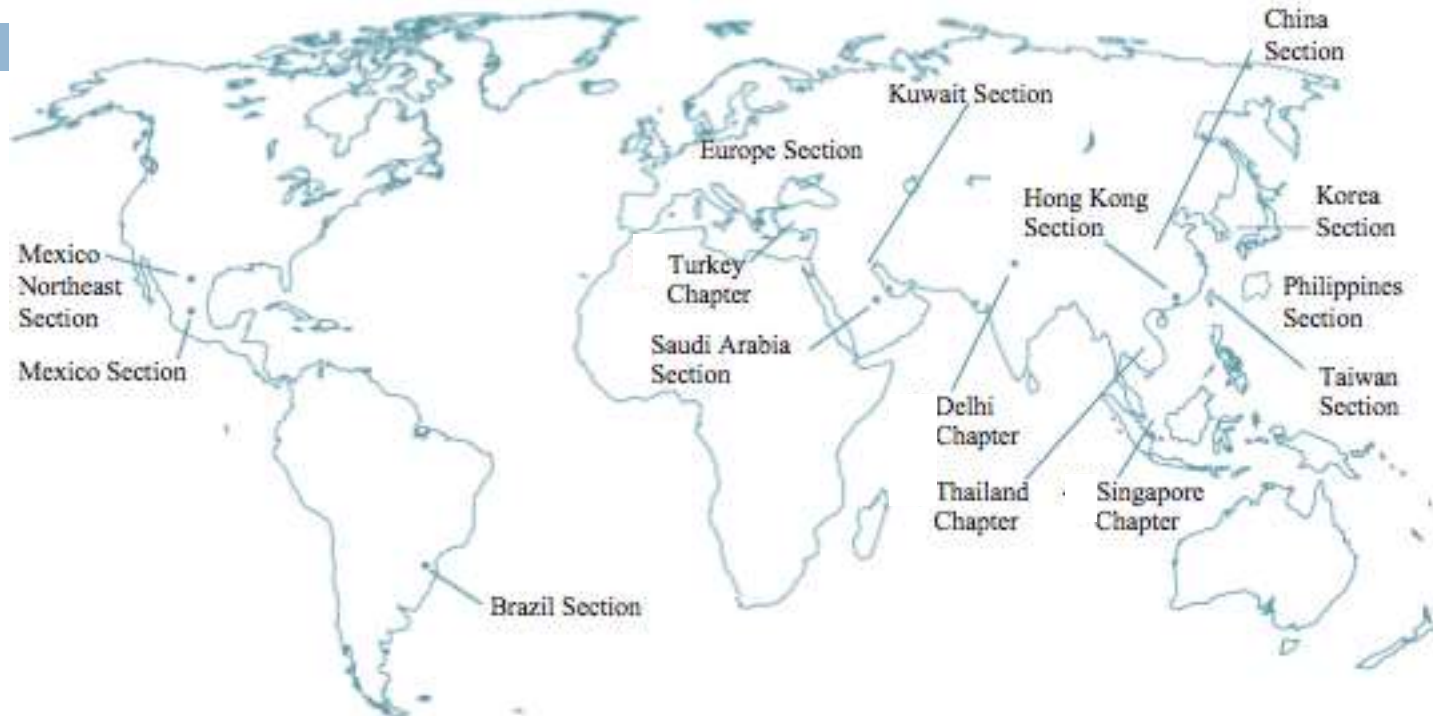 China
Section
Kuwait Section
Europe Section
Hong Kong
Section
Korea
Section
Mexico
Northeast
Section
Turkey
Chapter
Philippines
Section
Saudi Arabia
Section
Mexico Section
Taiwan
Section
Delhi
Chapter
Thailand
Chapter
Singapore
Chapter
Brazil Section